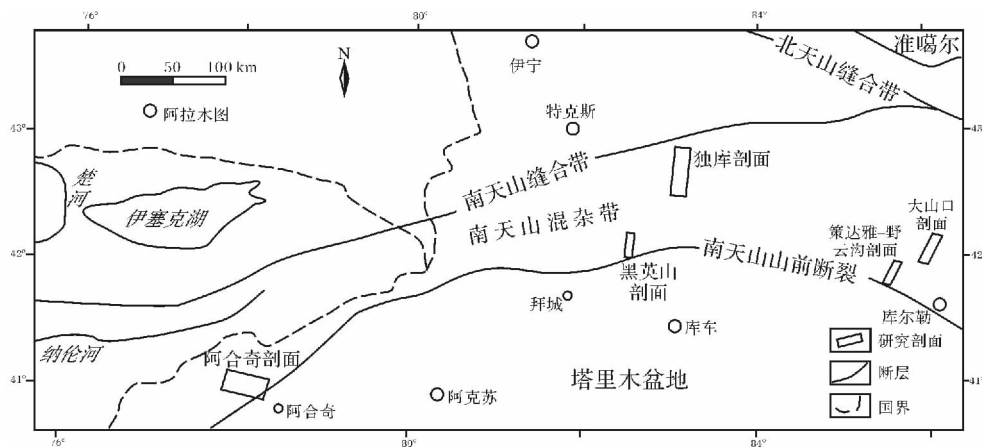 76°
80°
84°
准噶尔
北天山缝合带
N
0 50 100 km
伊宁
阿拉木图
特克斯
43°
43
独库剖面
楚河
南天山缝合带
伊塞克湖
南天山混杂带
大山口
剖面
策达雅-野
云沟剖面
42°
42
南天山山前断裂
黑英山
剖面
拜城
库尔勒
库车
纳伦河
研究剖面
阿合奇剖面
塔里木盆地
断层
41°
41°
阿合奇
阿克苏
国界
76°
80°
84°